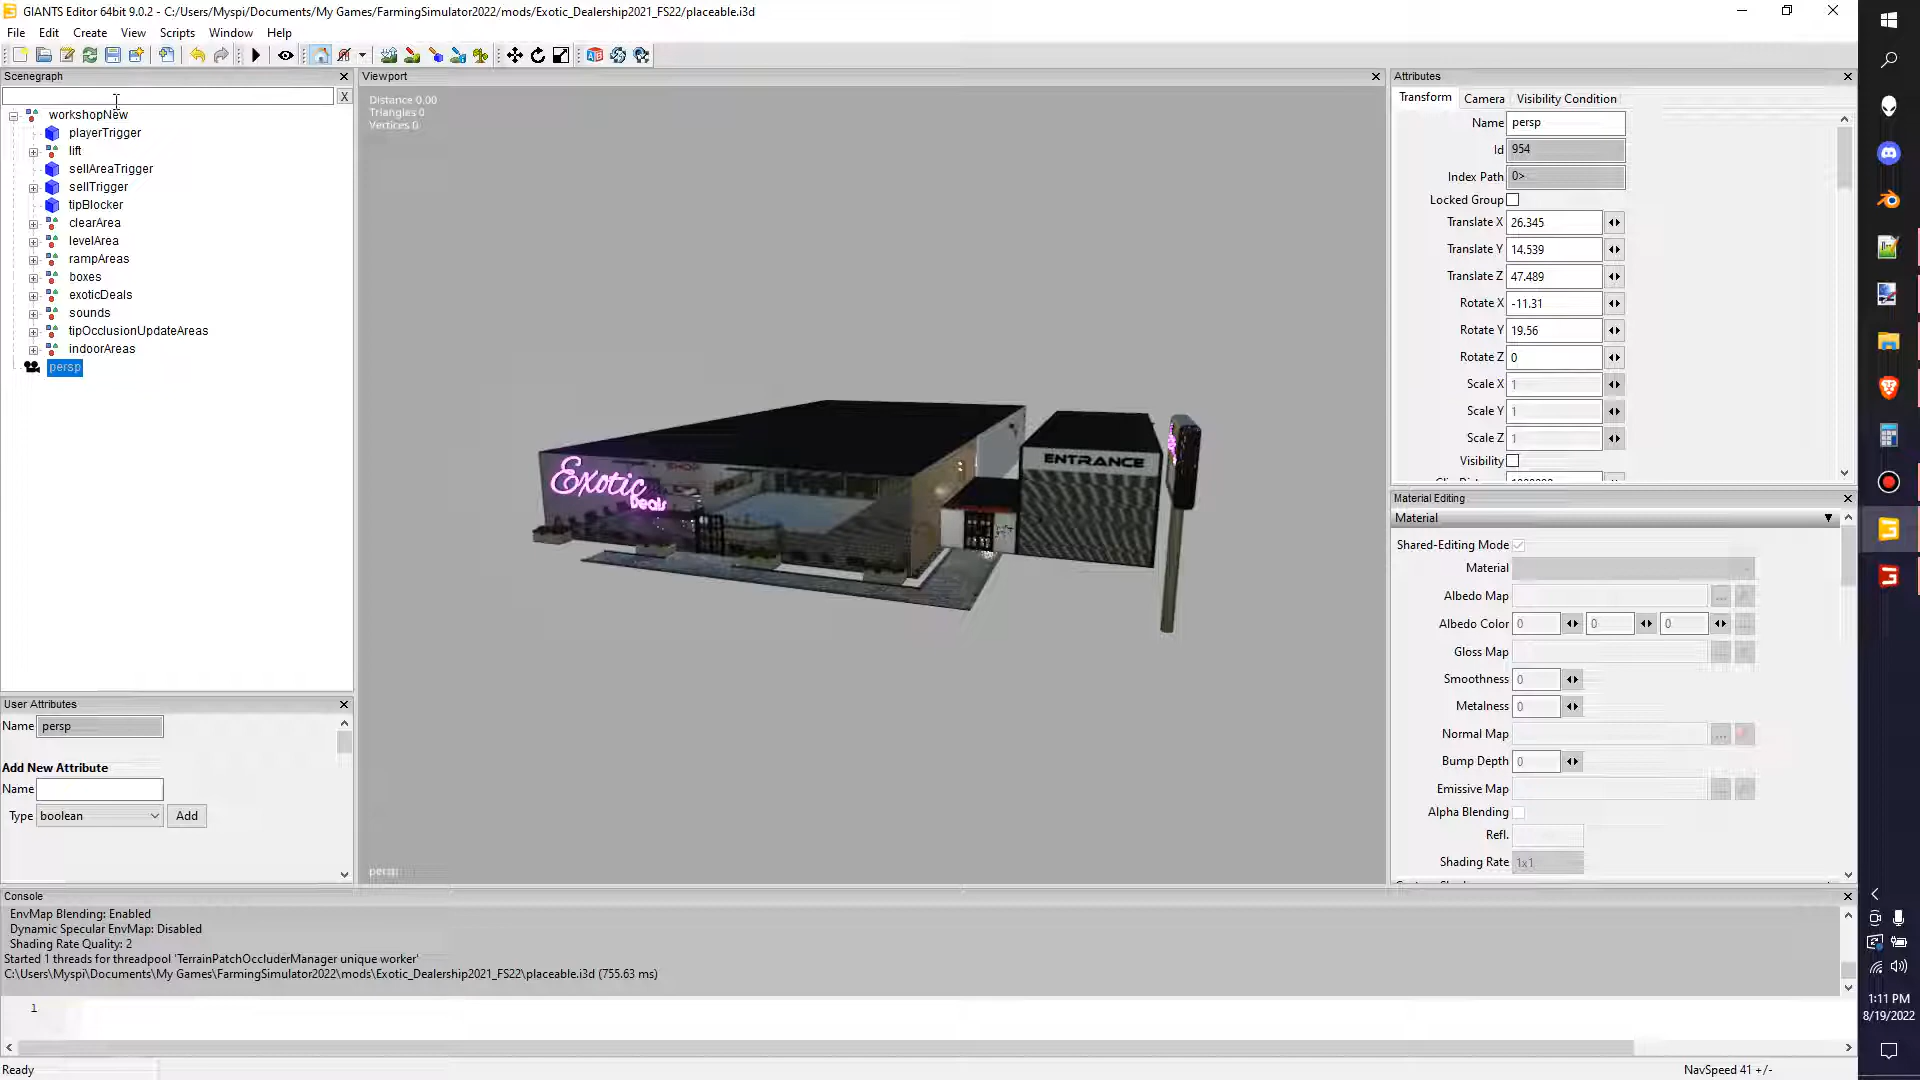 GIANTS Editor 64bit 9.0.2 - C:/Users/Myspi/Documents/My Games/FarmingSimulator2022/mods/Exotic_Dealership2021_FS22/placeable.i3d
File Edit Create View Scripts Window Help
Scenegraph
X
workshopNew
playerTrigger
lift
sellAreaTrigger
sellTrigger
tipBlocker
clearArea
levelArea
rampAreas
boxes
exoticDeals
sounds
tipOcclusionUpdateAreas
indoorAreas
persp
User Attributes
Name persp
Add New Attribute
Name
Type boolean Add
Viewport
Distance 0.00
Triangles 0
Vertices 0
Exotic
Deals
ENTRANCE
persp
Attributes
Transform Camera Visibility Condition
Name persp
Id 954
Index Path 0>
Locked Group
Translate X 26.345
Translate Y 14.539
Translate Z 47.489
Rotate X -11.31
Rotate Y 19.56
Rotate Z 0
Scale X 1
Scale Y 1
Scale Z 1
Visibility
Material Editing
Material
Shared-Editing Mode
Material
Albedo Map ...
Albedo Color 0 0 0 ...
Gloss Map ...
Smoothness 0
Metalness 0
Normal Map ...
Bump Depth 0
Emissive Map ...
Alpha Blending
Refl.
Shading Rate 1x1
Console
EnvMap Blending: Enabled
Dynamic Specular EnvMap: Disabled
Shading Rate Quality: 2
Started 1 threads for threadpool 'TerrainPatchOccluderManager unique worker'
C:\Users\Myspi\Documents\My Games\FarmingSimulator2022\mods\Exotic_Dealership2021_FS22\placeable.i3d (755.63 ms)
1
Ready
NavSpeed 41 +/-
1:11 PM
8/19/2022